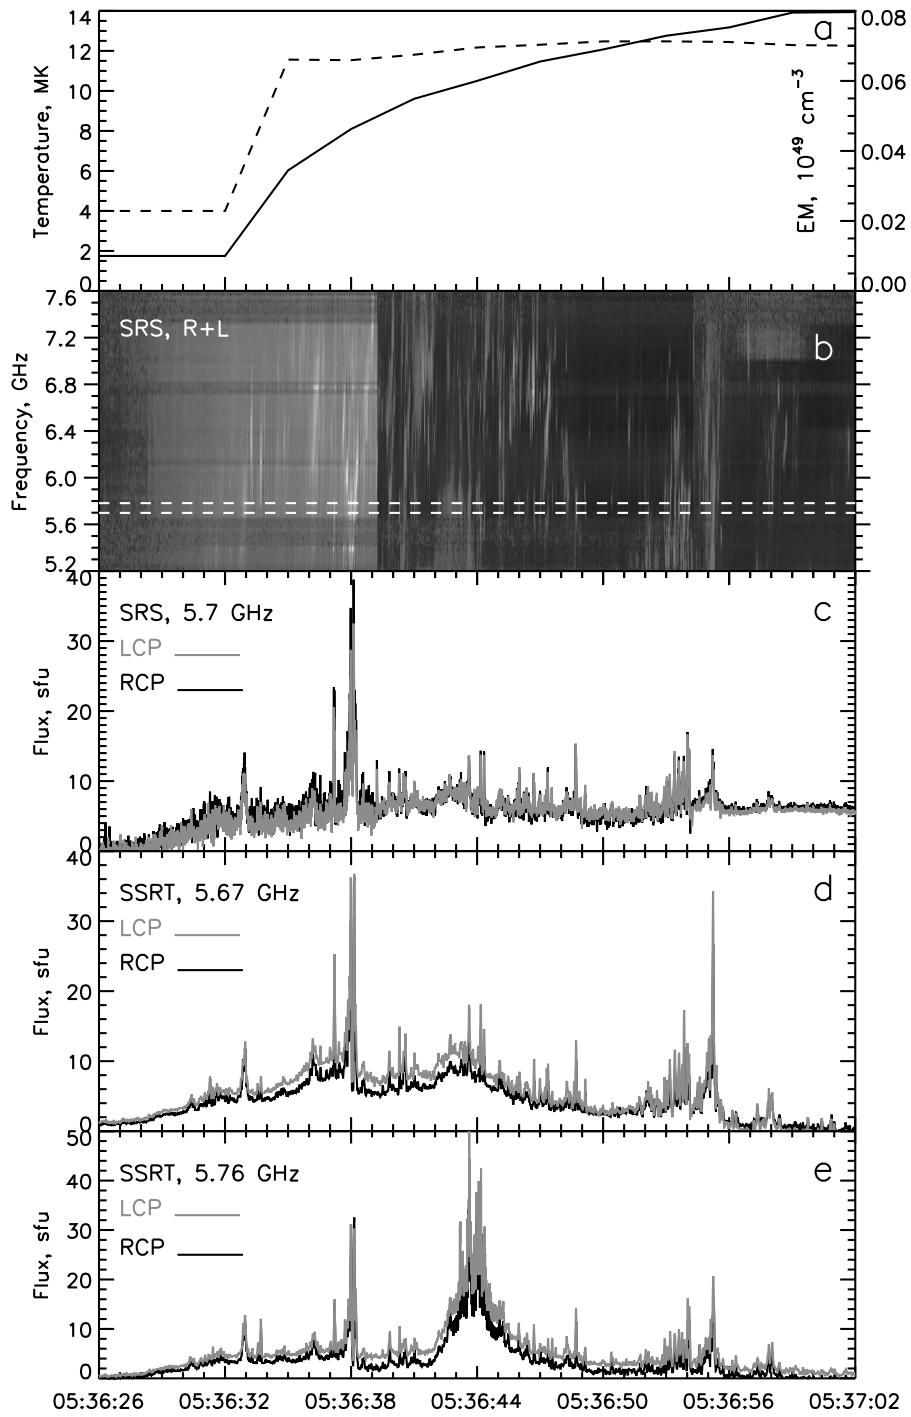 14
12
10
8
6
4
2
0
Temperature, MK
a
0.08
0.06
0.04
0.02
0.00
EM, 10⁴⁹ cm⁻³
7.6
7.2
6.8
6.4
6.0
5.6
5.2
Frequency, GHz
SRS, R+L
b
40
30
20
10
0
Flux, sfu
SRS, 5.7 GHz
LCP
RCP
c
40
30
20
10
0
Flux, sfu
SSRT, 5.67 GHz
LCP
RCP
d
50
40
30
20
10
0
Flux, sfu
SSRT, 5.76 GHz
LCP
RCP
e
05:36:26 05:36:32 05:36:38 05:36:44 05:36:50 05:36:56 05:37:02